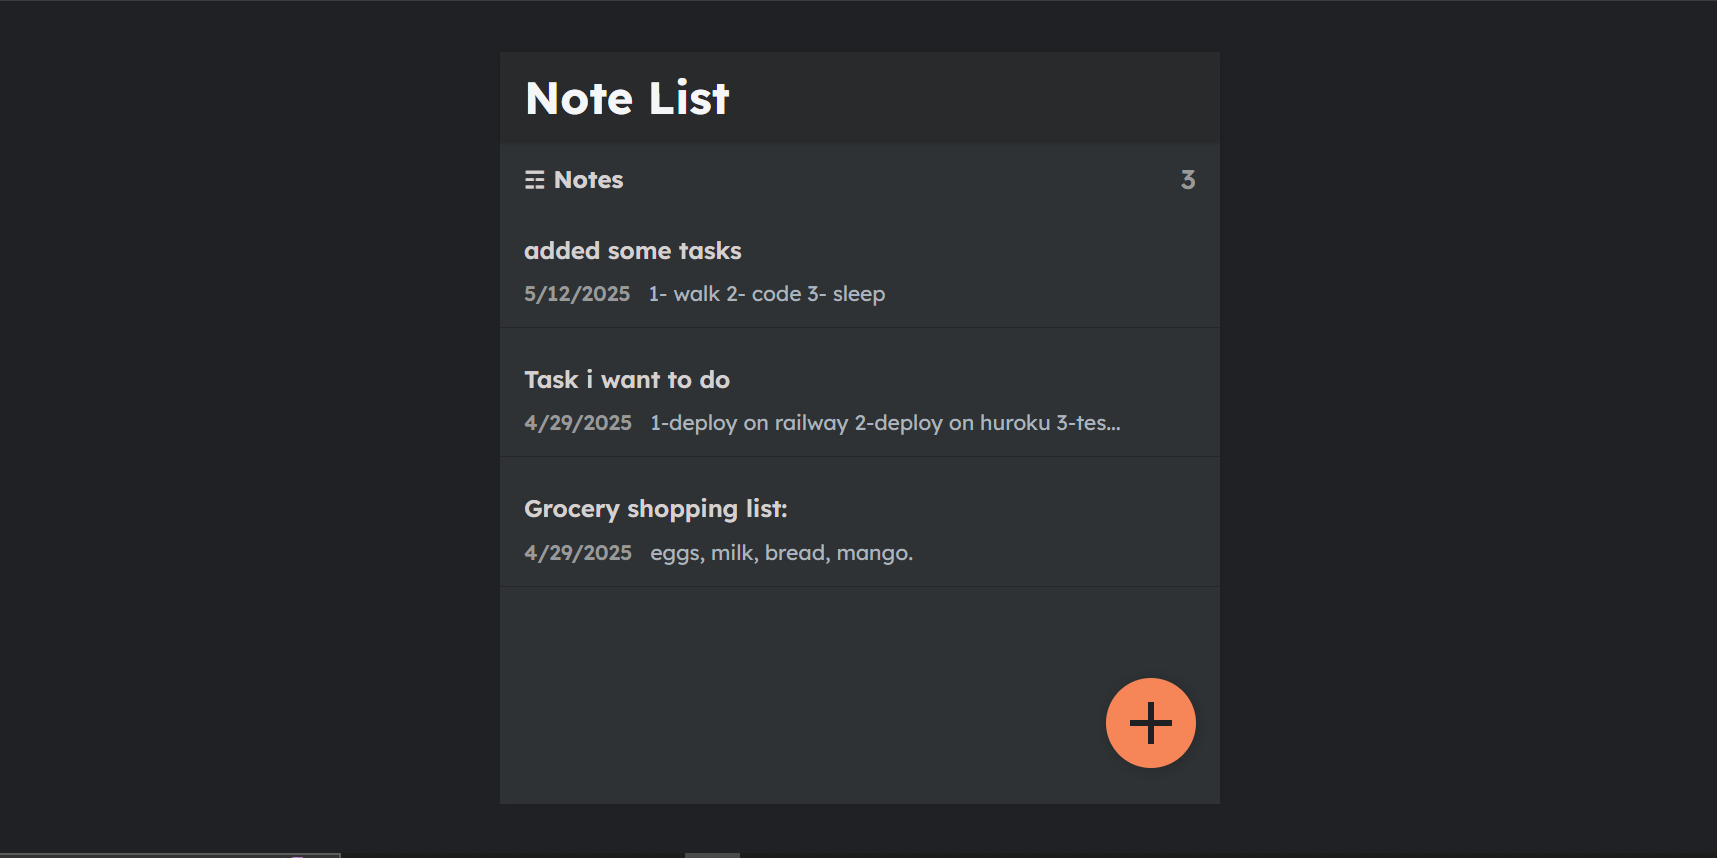 Note List
☶ Notes
3
added some tasks
5/12/2025 1- walk 2- code 3- sleep
Task i want to do
4/29/2025 1-deploy on railway 2-deploy on huroku 3-tes...
Grocery shopping list:
4/29/2025 eggs, milk, bread, mango.